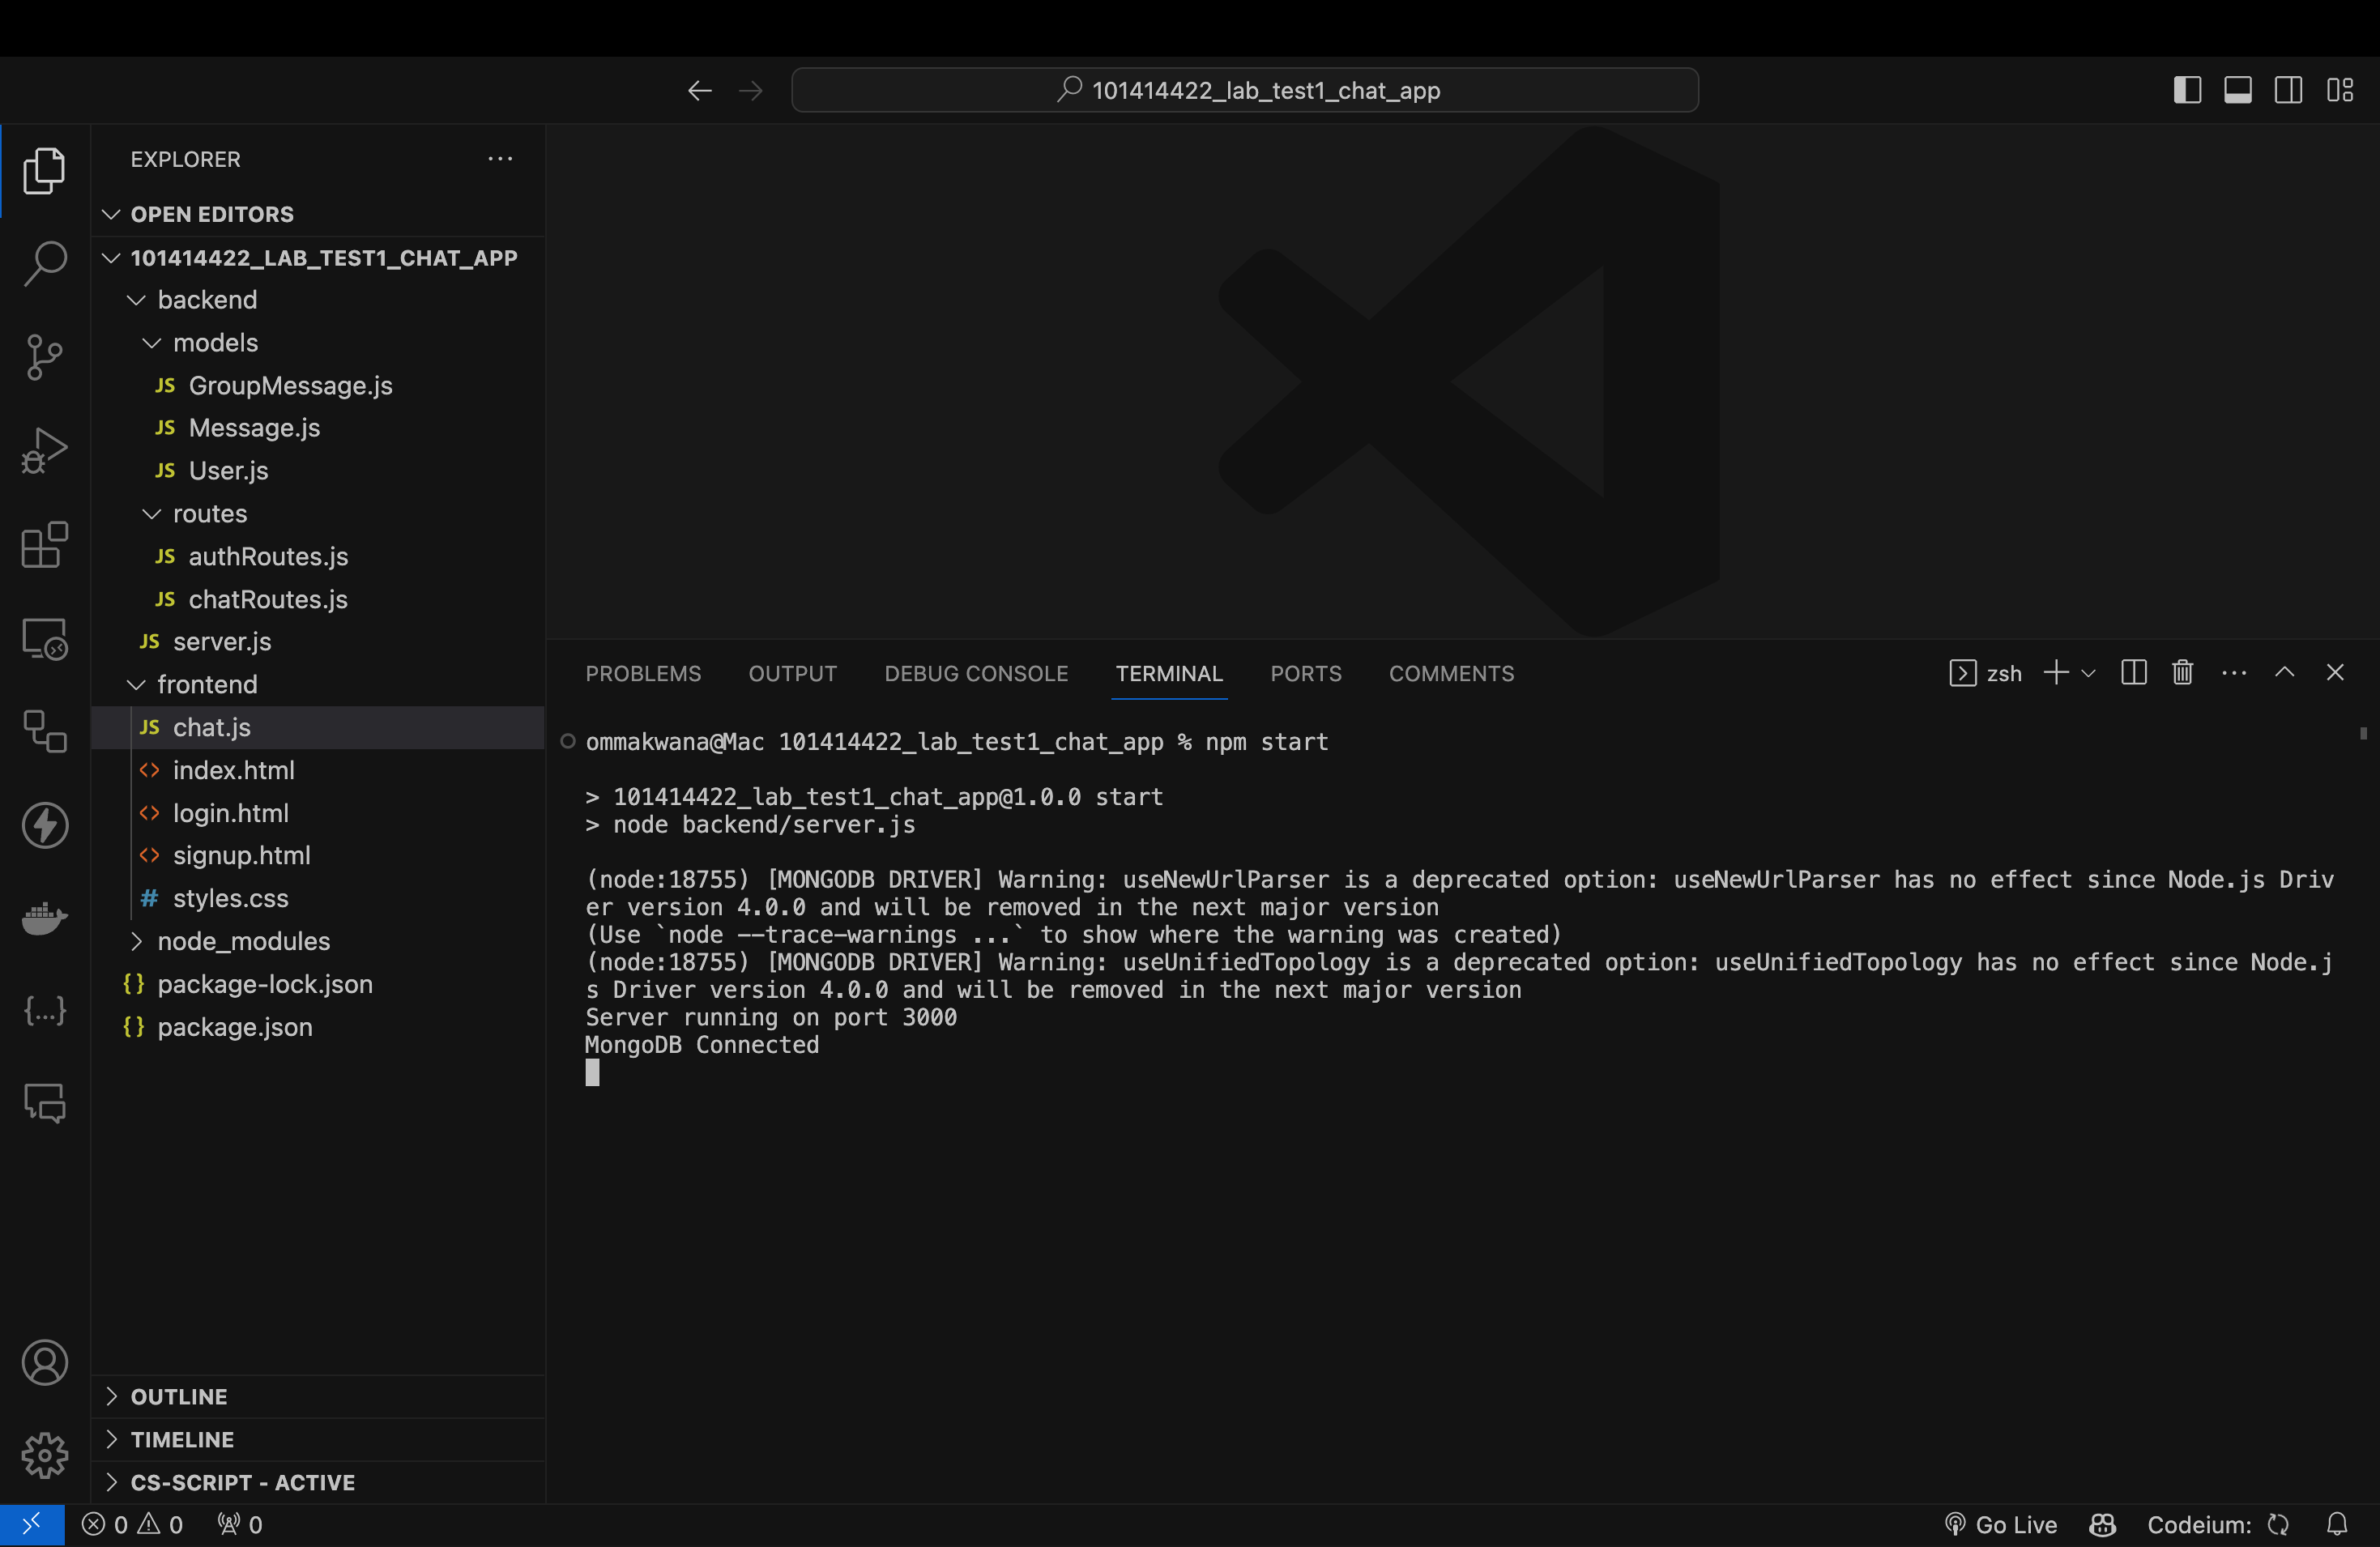 101414422_lab_test1_chat_app
EXPLORER
OPEN EDITORS
101414422_LAB_TEST1_CHAT_APP
backend
models
JS GroupMessage.js
JS Message.js
JS User.js
routes
JS authRoutes.js
JS chatRoutes.js
JS server.js
frontend
JS chat.js
<> index.html
<> login.html
<> signup.html
# styles.css
node_modules
{} package-lock.json
{} package.json
OUTLINE
TIMELINE
CS-SCRIPT - ACTIVE
PROBLEMS OUTPUT DEBUG CONSOLE TERMINAL PORTS COMMENTS
zsh
ommakwana@Mac 101414422_lab_test1_chat_app % npm start
> 101414422_lab_test1_chat_app@1.0.0 start
> node backend/server.js
(node:18755) [MONGODB DRIVER] Warning: useNewUrlParser is a deprecated option: useNewUrlParser has no effect since Node.js Driv
er version 4.0.0 and will be removed in the next major version
(Use `node --trace-warnings ...` to show where the warning was created)
(node:18755) [MONGODB DRIVER] Warning: useUnifiedTopology is a deprecated option: useUnifiedTopology has no effect since Node.j
s Driver version 4.0.0 and will be removed in the next major version
Server running on port 3000
MongoDB Connected
0 0 0
Go Live
Codeium: